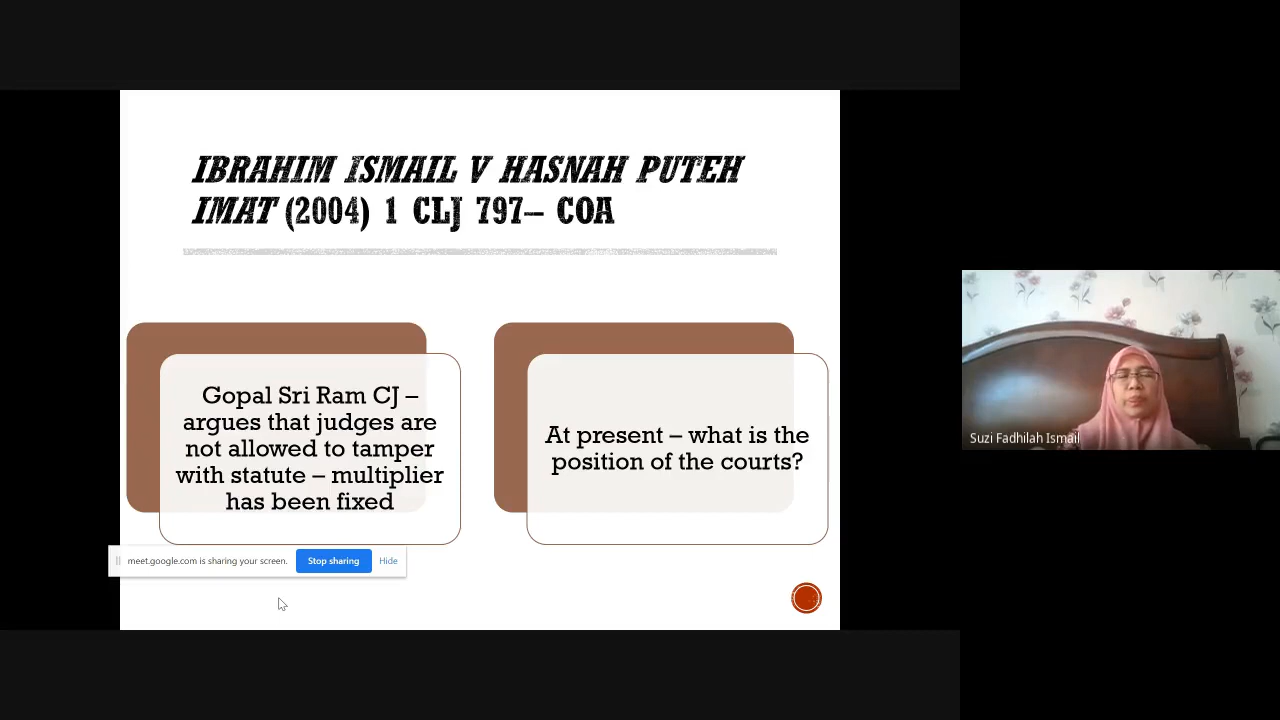 IBRAHIM ISMAIL V HASNAH PUTEH
IMAT (2004) 1 CLJ 797– COA
Gopal Sri Ram CJ –
argues that judges are
not allowed to tamper
with statute – multiplier
has been fixed
At present – what is the
position of the courts?
meet.google.com is sharing your screen.
Stop sharing
Hide
Suzi Fadhilah Ismail